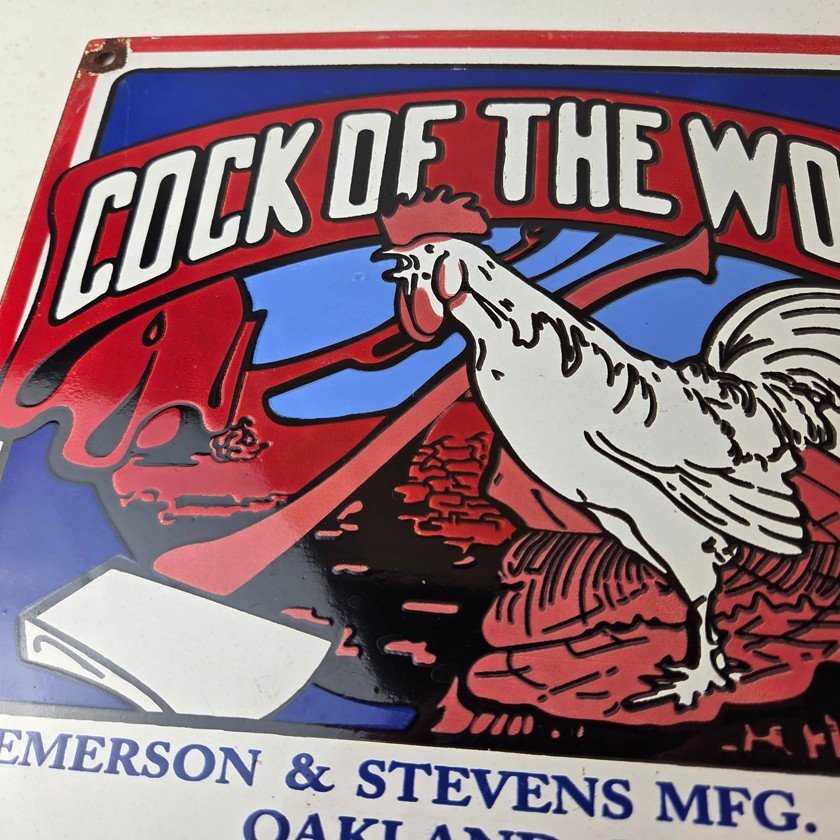 COCK OF THE WO
EMERSON & STEVENS MFG.
OAKLAND